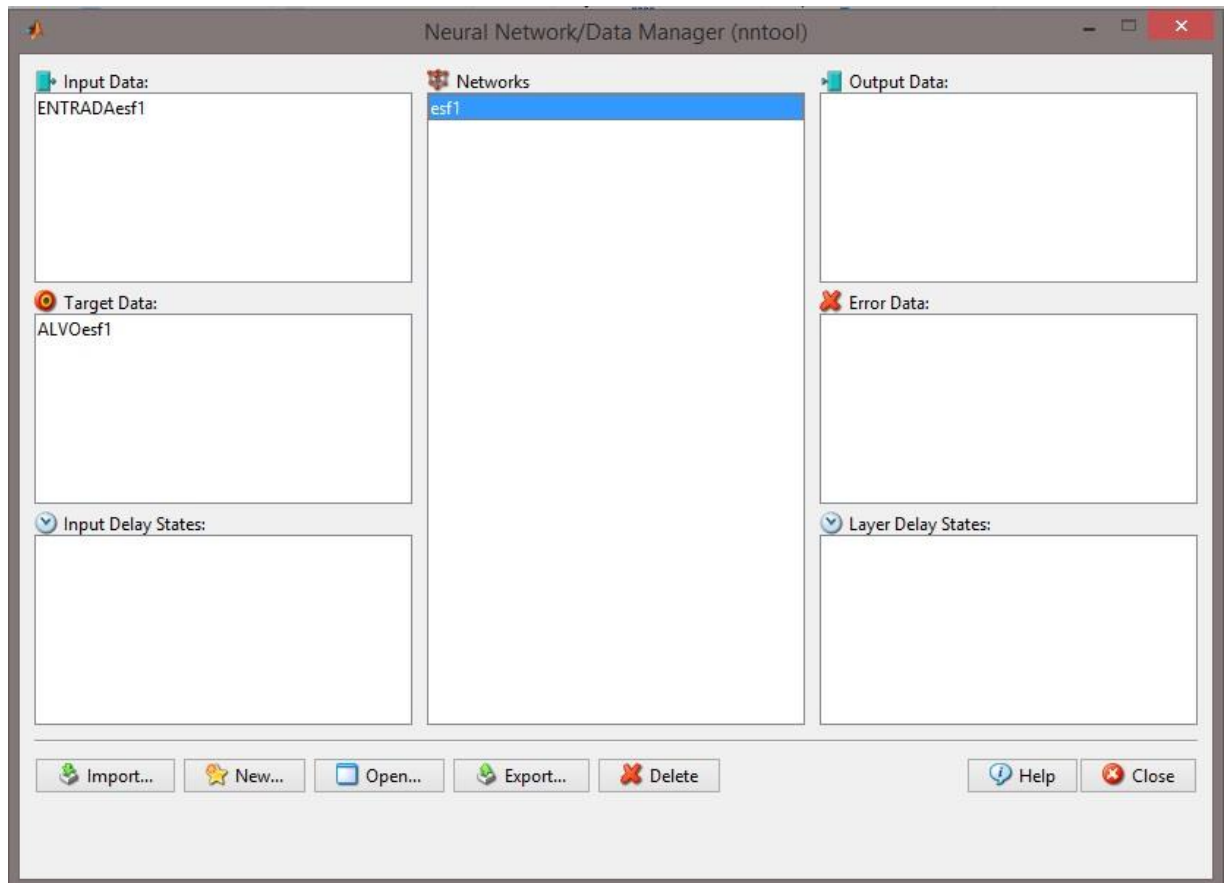 Neural Network/Data Manager (nntool)
Input Data:
ENTRADAesf1
Networks
esf1
Output Data:
Target Data:
ALVOesf1
Error Data:
Input Delay States:
Layer Delay States:
Import...
New...
Open...
Export...
Delete
Help
Close